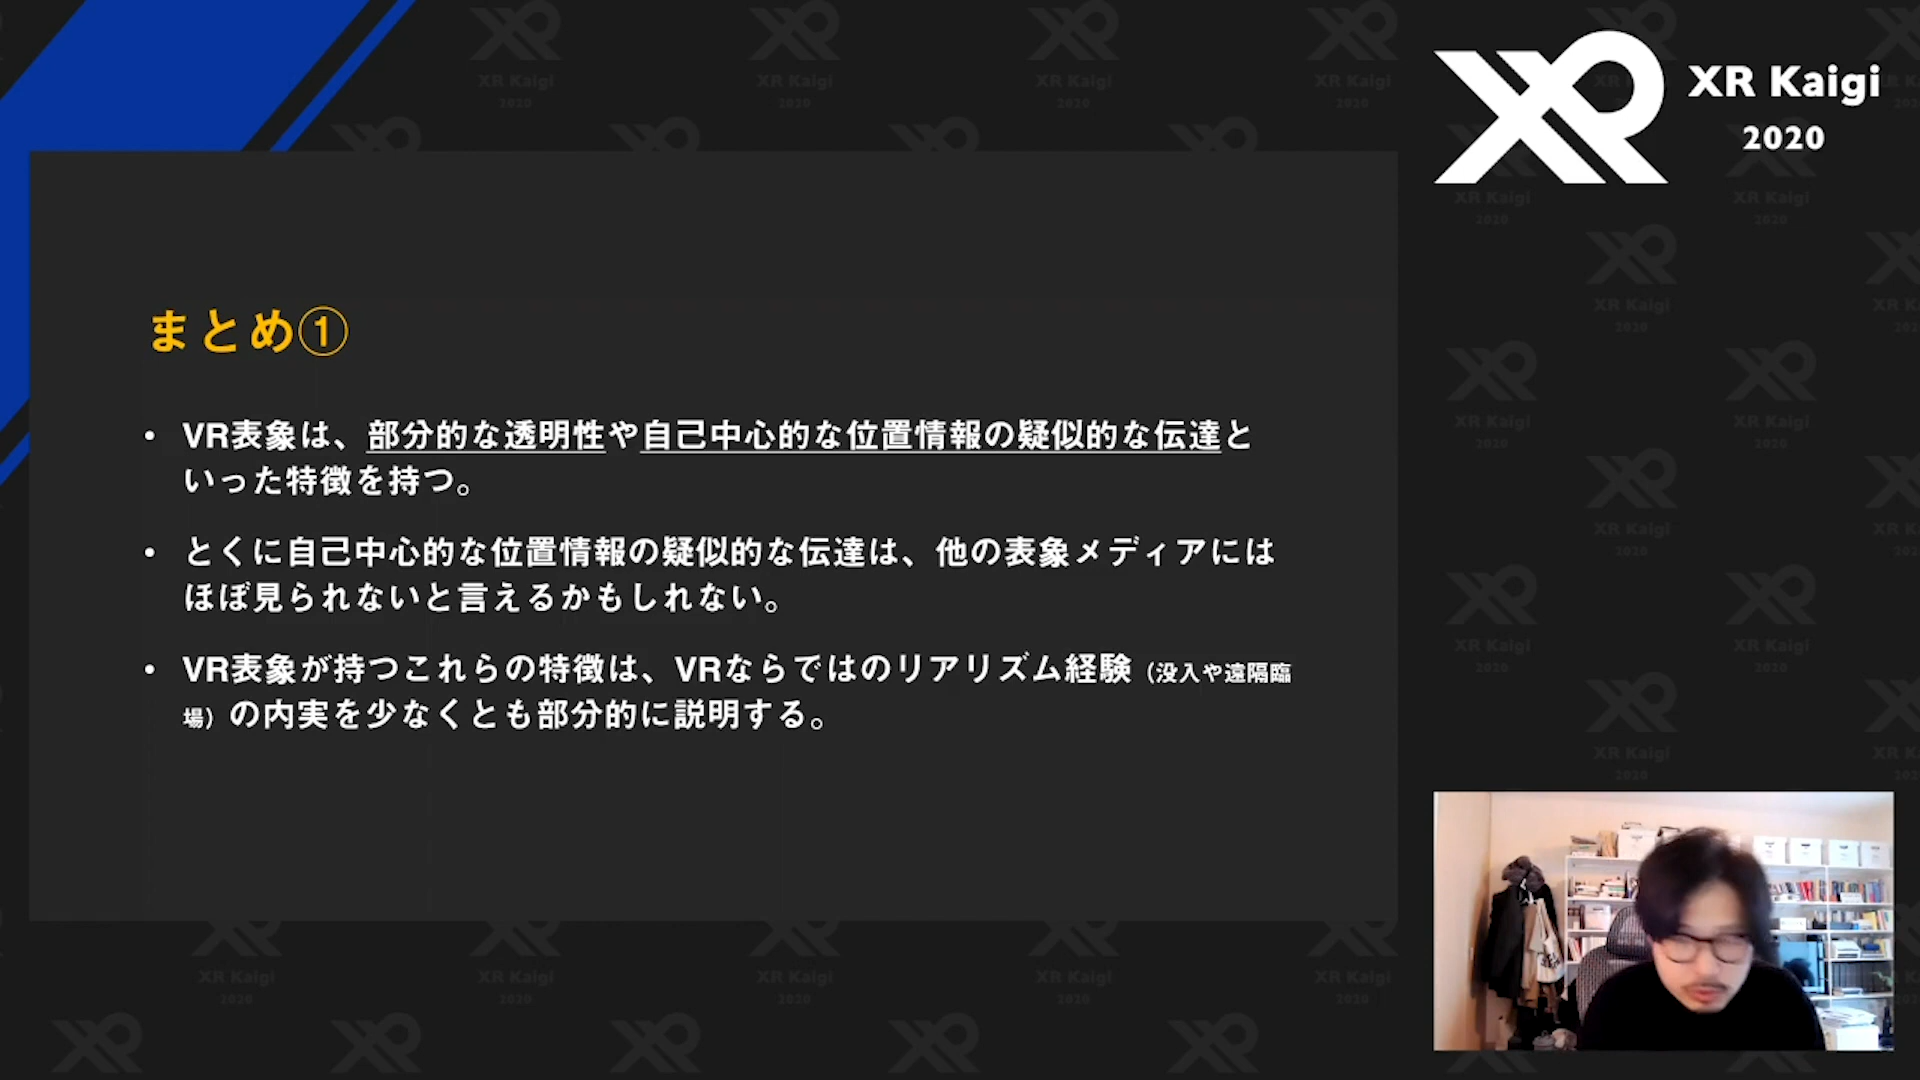 XR Kaigi
2020
まとめ①
• VR表象は、部分的な透明性や自己中心的な位置情報の疑似的な伝達と
いった特徴を持つ。
• とくに自己中心的な位置情報の疑似的な伝達は、他の表象メディアには
ほぼ見られないと言えるかもしれない。
• VR表象が持つこれらの特徴は、VRならではのリアリズム経験（没入や遠隔臨
場）の内実を少なくとも部分的に説明する。